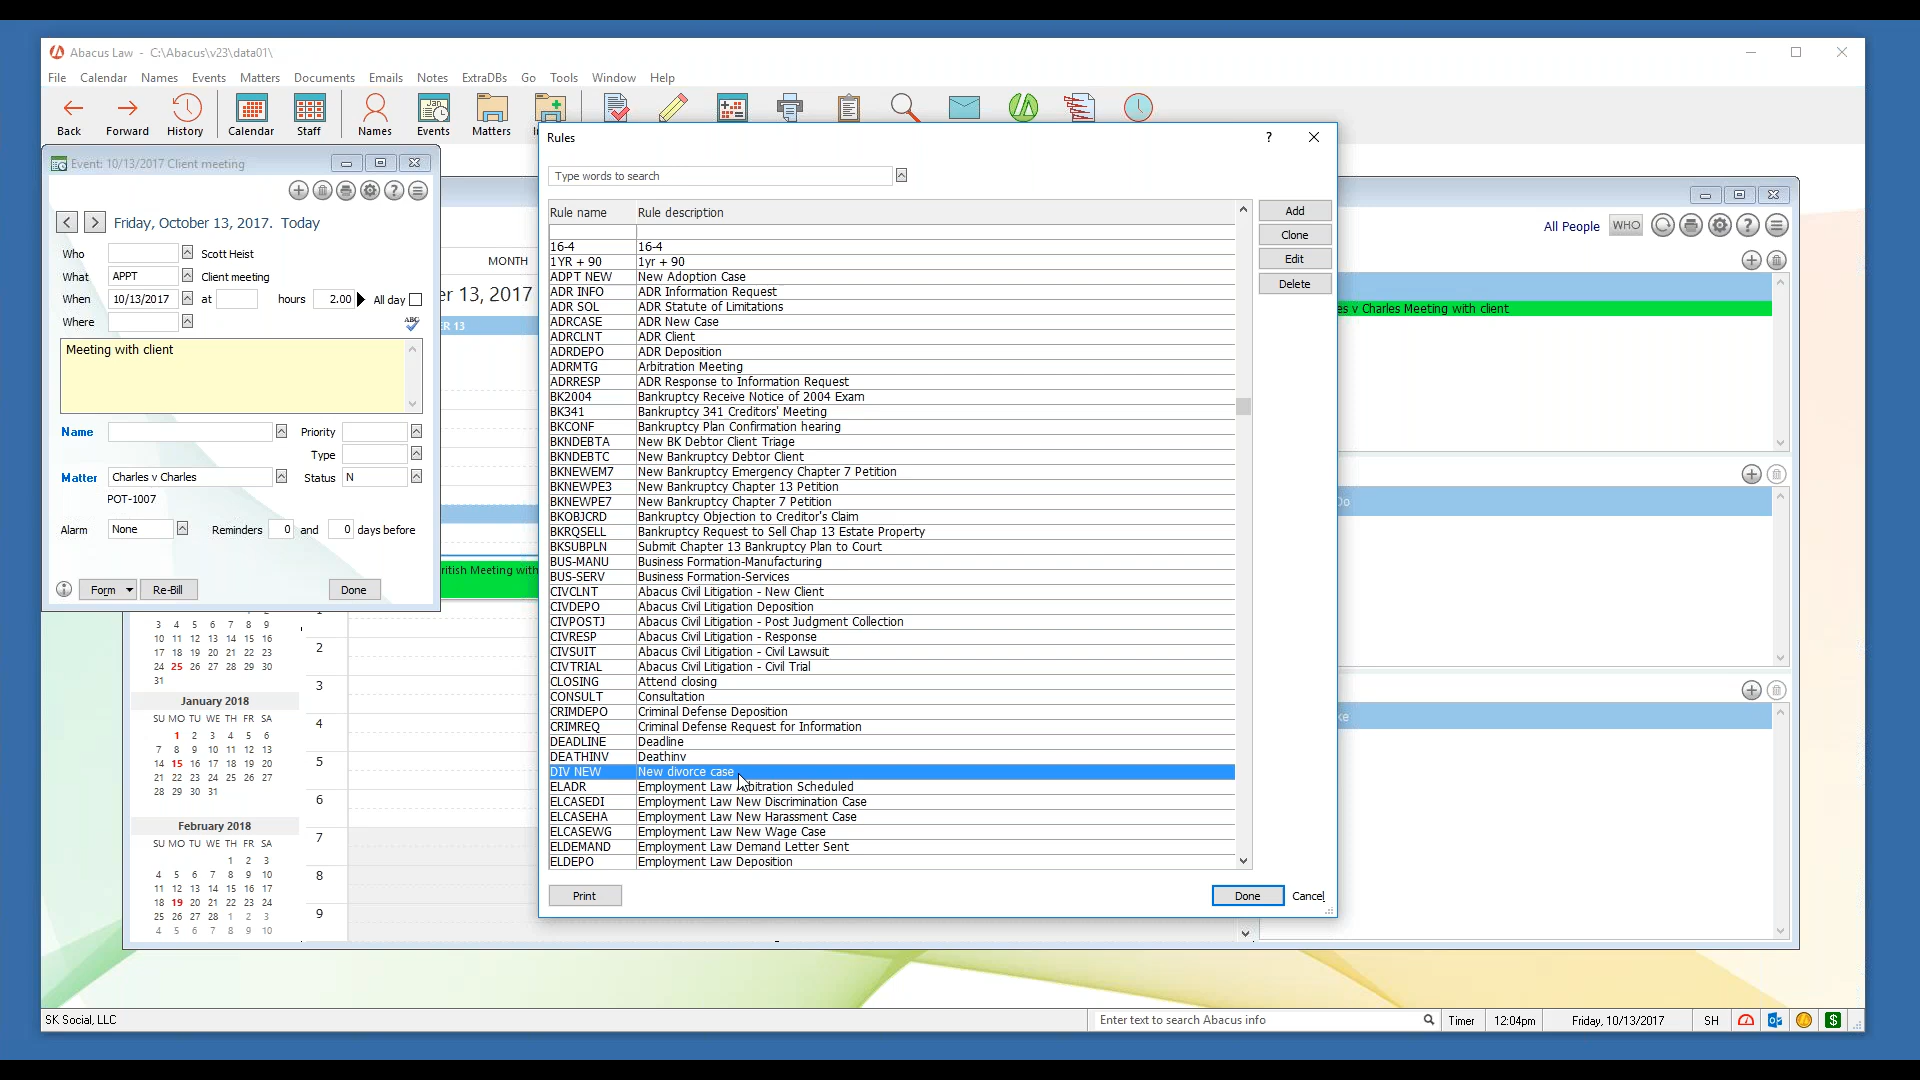 Abacus Law - C:\Abacus\v23\data01\
File Calendar Names Events Matters Documents Emails Notes ExtraDBs Go Tools Window Help
Back Forward History Calendar Staff Names Events Matters
Rules
Type words to search
Rule name Rule description
16-4 16-4
1YR + 90 1yr + 90
ADPT NEW New Adoption Case
ADR INFO ADR Information Request
ADR SOL ADR Statute of Limitations
ADRCASE ADR New Case
ADRCLNT ADR Client
ADRDEPO ADR Deposition
ADRMTG Arbitration Meeting
ADRRESP ADR Response to Information Request
BK2004 Bankruptcy Receive Notice of 2004 Exam
BK341 Bankruptcy 341 Creditors' Meeting
BKCONF Bankruptcy Plan Confirmation hearing
BKNDEBTA New BK Debtor Client Triage
BKNDEBTC New Bankruptcy Debtor Client
BKNEWEM7 New Bankruptcy Emergency Chapter 7 Petition
BKNEWPE3 New Bankruptcy Chapter 13 Petition
BKNEWPE7 New Bankruptcy Chapter 7 Petition
BKOBJCRD Bankruptcy Objection to Creditor's Claim
BKRQSELL Bankruptcy Request to Sell Chap 13 Estate Property
BKSUBPLN Submit Chapter 13 Bankruptcy Plan to Court
BUS-MANU Business Formation-Manufacturing
BUS-SERV Business Formation-Services
CIVCLNT Abacus Civil Litigation - New Client
CIVDEPO Abacus Civil Litigation Deposition
CIVPOSTJ Abacus Civil Litigation - Post Judgment Collection
CIVRESP Abacus Civil Litigation - Response
CIVSUIT Abacus Civil Litigation - Civil Lawsuit
CIVTRIAL Abacus Civil Litigation - Civil Trial
CLOSING Attend closing
CONSULT Consultation
CRIMDEPO Criminal Defense Deposition
CRIMREQ Criminal Defense Request for Information
DEADLINE Deadline
DEATHINV Deathinv
DIV NEW New divorce case
ELADR Employment Law Arbitration Scheduled
ELCASEDI Employment Law New Discrimination Case
ELCASEHA Employment Law New Harassment Case
ELCASEWG Employment Law New Wage Case
ELDEMAND Employment Law Demand Letter Sent
ELDEPO Employment Law Deposition
Add
Clone
Edit
Delete
Print Done Cancel
Event: 10/13/2017 Client meeting
Friday, October 13, 2017. Today
Who Scott Heist
What APPT Client meeting
When 10/13/2017 at hours 2.00 All day
Where ABC
Meeting with client
Name Priority
Type
Matter Charles v Charles Status N
POT-1007
Alarm None Reminders 0 and 0 days before
Form Re-Bill Done
MONTH
er 13, 2017
R 13
ritish Meeting with
All People WHO
es v Charles Meeting with client
Do
ke
3 4 5 6 7 8 9
10 11 12 13 14 15 16
17 18 19 20 21 22 23
24 25 26 27 28 29 30
31
January 2018
SU MO TU WE TH FR SA
1 2 3 4 5 6
7 8 9 10 11 12 13
14 15 16 17 18 19 20
21 22 23 24 25 26 27
28 29 30 31
February 2018
SU MO TU WE TH FR SA
1 2 3
4 5 6 7 8 9 10
11 12 13 14 15 16 17
18 19 20 21 22 23 24
25 26 27 28 1 2 3
4 5 6 7 8 9 10
2
3
4
5
6
7
8
9
SK Social, LLC
Enter text to search Abacus info Timer 12:04pm Friday, 10/13/2017 SH